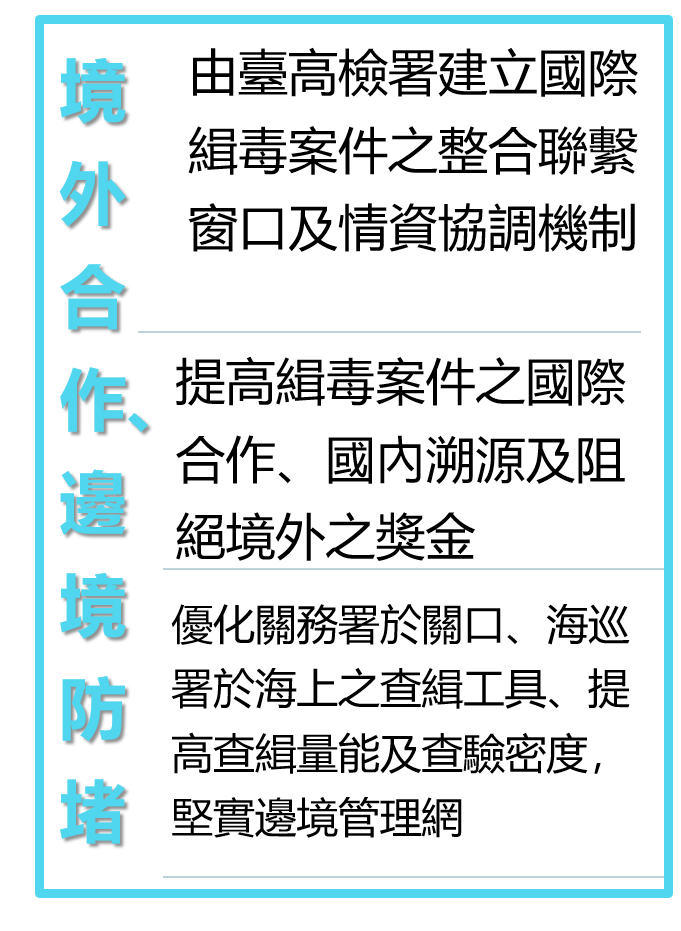 境外合作、邊境防堵
由臺高檢署建立國際
緝毒案件之整合聯繫
窗口及情資協調機制
提高緝毒案件之國際
合作、國內溯源及阻
絕境外之獎金
優化關務署於關口、海巡
署於海上之查緝工具、提
高查緝量能及查驗密度，
堅實邊境管理網